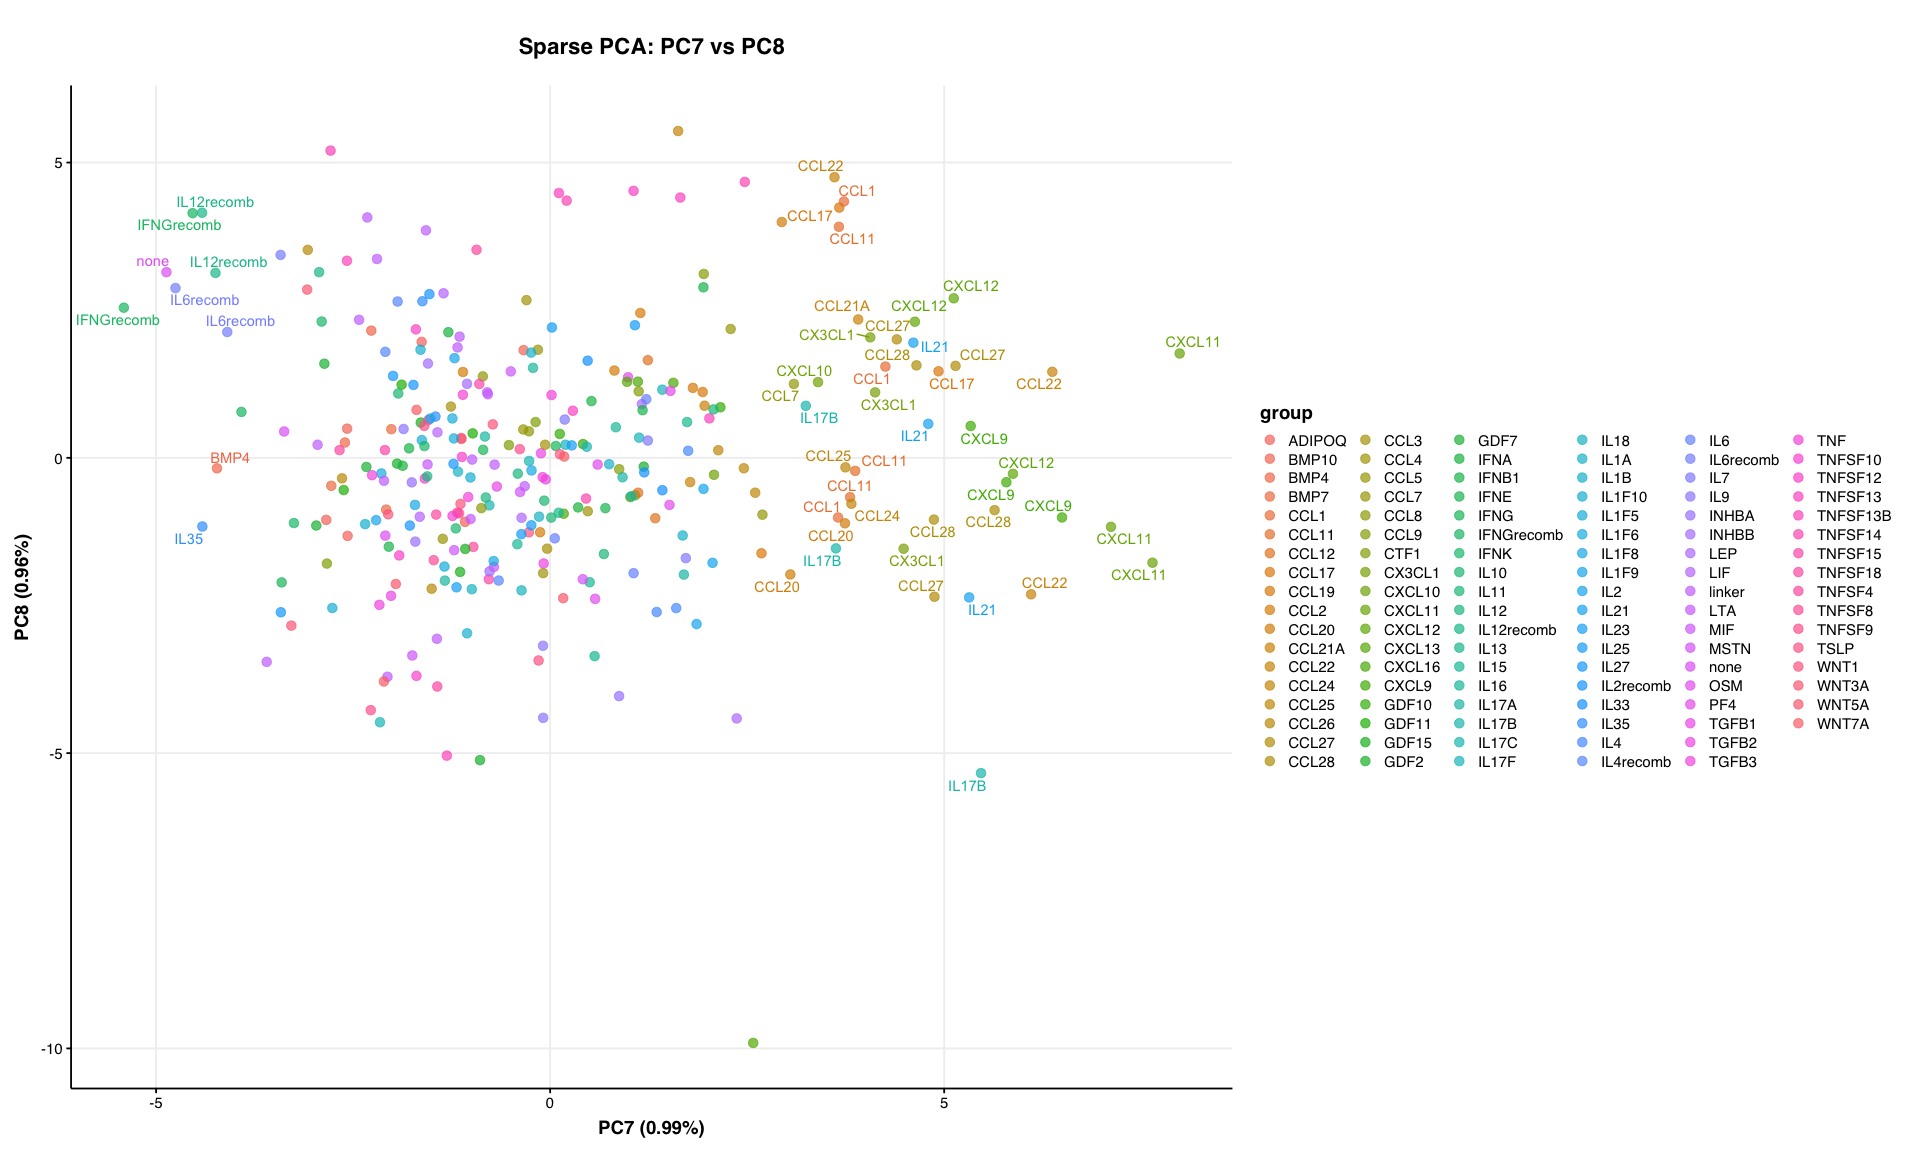 Sparse PCA: PC7 vs PC8
PC8 (0.96%)
5
0
-5
-10
-5
0
5
PC7 (0.99%)
CCL22
CCL1
IL12recomb
CCL17
IFNGrecomb
CCL11
none
IL12recomb
CXCL12
IL6recomb
CCL21A
CXCL12
IFNGrecomb
IL6recomb
CCL27
CX3CL1
CXCL11
IL21
CCL28
CCL27
CXCL10
CCL1
CCL17
CCL22
CCL7
CX3CL1
IL17B
IL21
CXCL9
BMP4
CCL25
CCL11
CXCL12
CCL11
CXCL9
CCL1
CXCL9
CCL24
CCL28
CCL28
CCL20
IL35
CXCL11
IL17B
CX3CL1
CXCL11
CCL20
CCL27
CCL22
IL21
IL17B
group
ADIPOQ
BMP10
BMP4
BMP7
CCL1
CCL11
CCL12
CCL17
CCL19
CCL2
CCL20
CCL21A
CCL22
CCL24
CCL25
CCL26
CCL27
CCL28
CCL3
CCL4
CCL5
CCL7
CCL8
CCL9
CTF1
CX3CL1
CXCL10
CXCL11
CXCL12
CXCL13
CXCL16
CXCL9
GDF10
GDF11
GDF15
GDF2
GDF7
IFNA
IFNB1
IFNE
IFNG
IFNGrecomb
IFNK
IL10
IL11
IL12
IL12recomb
IL13
IL15
IL16
IL17A
IL17B
IL17C
IL17F
IL18
IL1A
IL1B
IL1F10
IL1F5
IL1F6
IL1F8
IL1F9
IL2
IL21
IL23
IL25
IL27
IL2recomb
IL33
IL35
IL4
IL4recomb
IL6
IL6recomb
IL7
IL9
INHBA
INHBB
LEP
LIF
linker
LTA
MIF
MSTN
none
OSM
PF4
TGFB1
TGFB2
TGFB3
TNF
TNFSF10
TNFSF12
TNFSF13
TNFSF13B
TNFSF14
TNFSF15
TNFSF18
TNFSF4
TNFSF8
TNFSF9
TSLP
WNT1
WNT3A
WNT5A
WNT7A